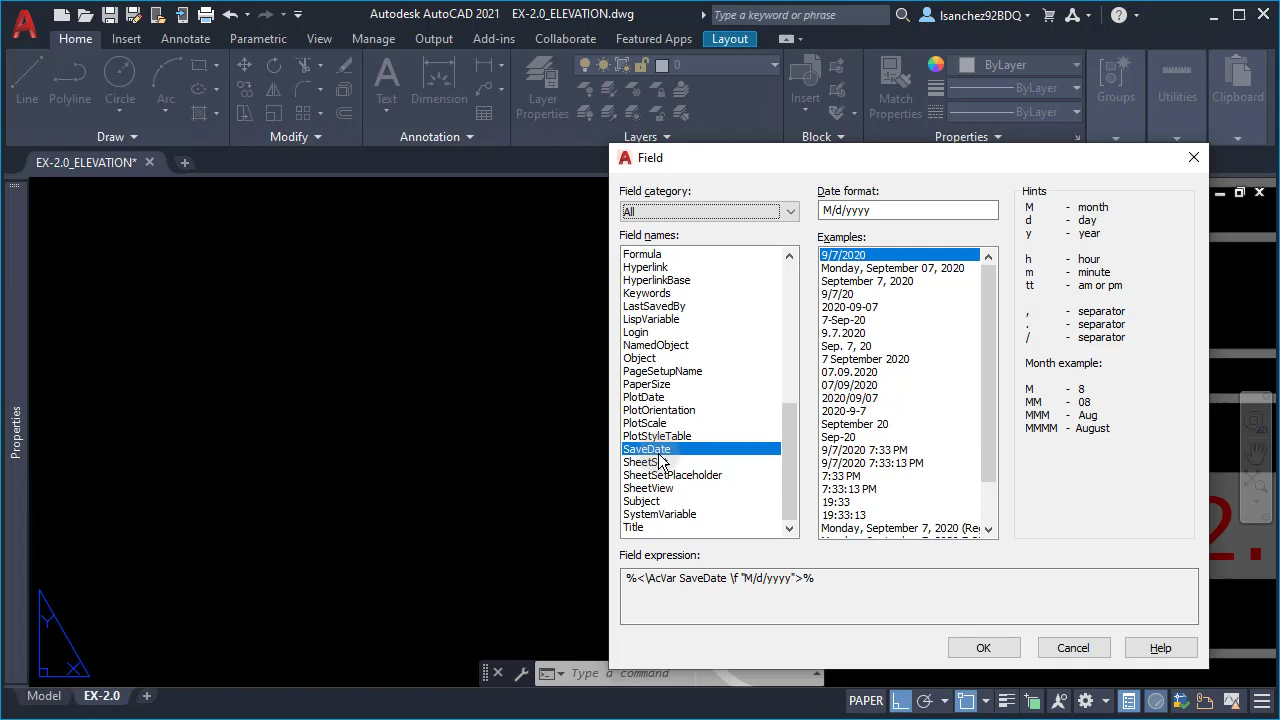 Autodesk AutoCAD 2021 EX-2.0_ELEVATION.dwg
Type a keyword or phrase
lsanchez92BDQ
Home Insert Annotate Parametric View Manage Output Add-ins Collaborate Featured Apps Layout
Line Polyline Circle Arc
Text Dimension
Layer Properties
0
Insert
Match Properties
ByLayer
ByLayer
ByLayer
Groups Utilities Clipboard
Draw Modify Annotation Layers Block Properties
EX-2.0_ELEVATION*
Properties
Field
Field category:
All
Field names:
Formula
Hyperlink
HyperlinkBase
Keywords
LastSavedBy
LispVariable
Login
NamedObject
Object
PageSetupName
PaperSize
PlotDate
PlotOrientation
PlotScale
PlotStyleTable
SaveDate
SheetSetPlaceholder
SheetView
Subject
SystemVariable
Title
Date format:
M/d/yyyy
Examples:
9/7/2020
Monday, September 07, 2020
September 7, 2020
9/7/20
2020-09-07
7-Sep-20
9.7.2020
Sep. 7, 20
7 September 2020
07.09.2020
07/09/2020
2020/09/07
2020-9-7
September 20
Sep-20
9/7/2020 7:33 PM
9/7/2020 7:33:13 PM
7:33 PM
7:33:13 PM
19:33
19:33:13
Monday, September 7, 2020 (Re
Hints
M - month
d - day
y - year
h - hour
m - minute
tt - am or pm
, - separator
. - separator
/ - separator
Month example:
M - 8
MM - 08
MMM - Aug
MMMM - August
Field expression:
%<\AcVar SaveDate \f "M/d/yyyy">%
OK Cancel Help
2.
Y
X
Type a command
Model EX-2.0
PAPER